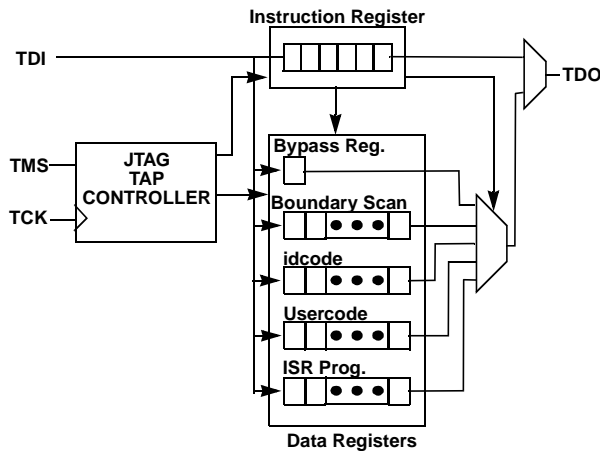 Instruction Register
TDI
TDO
TMS
TCK
JTAG
TAP
CONTROLLER
Bypass Reg.
Boundary Scan
idcode
Usercode
ISR Prog.
Data Registers